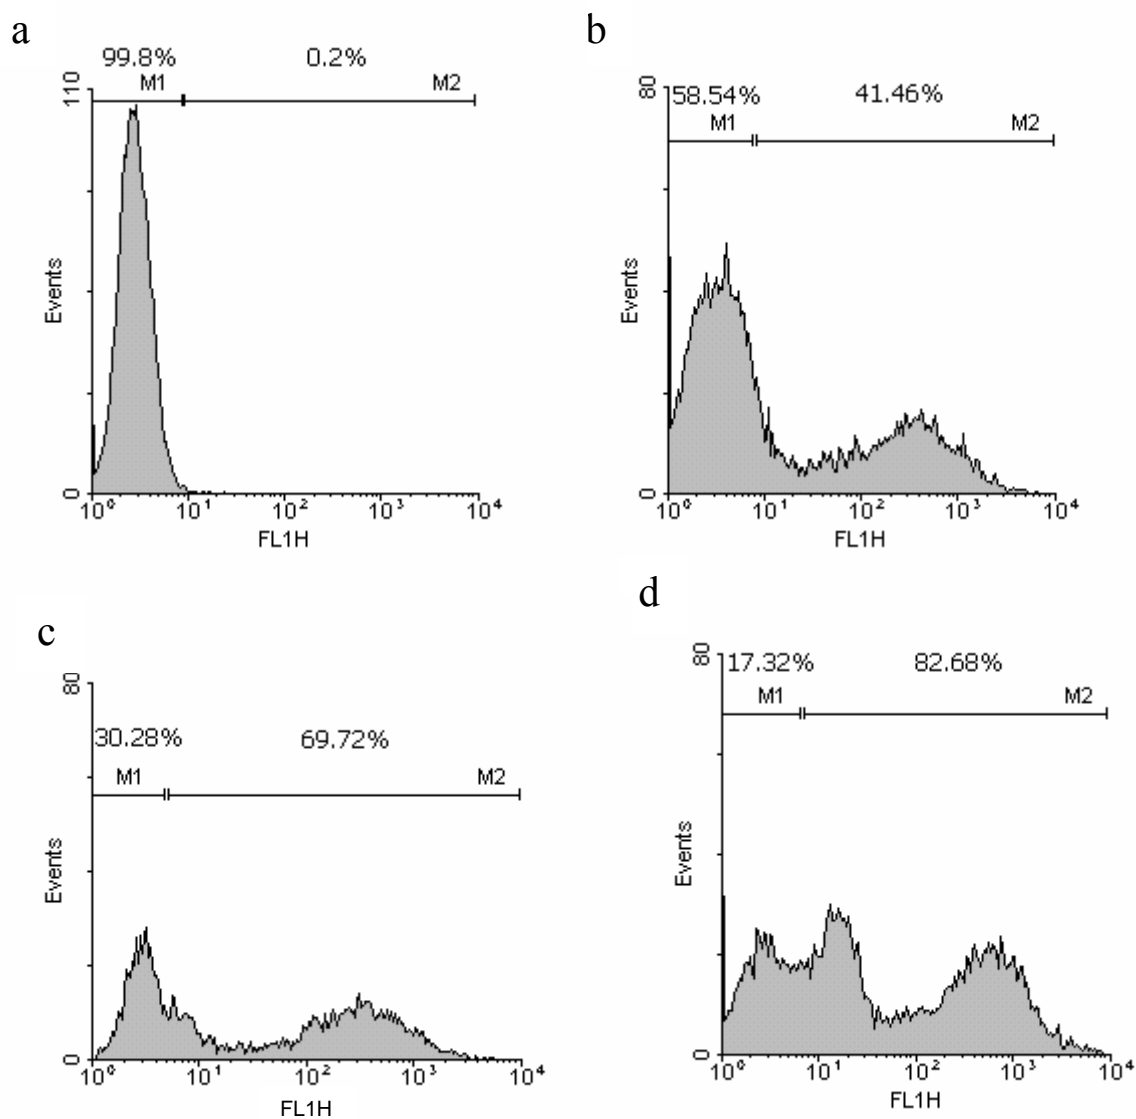 a
99.8% 0.2%
M1 M2
110
Events
0
10⁰ 10¹ 10² 10³ 10⁴
FL1H
b
58.54% 41.46%
M1 M2
80
Events
0
10⁰ 10¹ 10² 10³ 10⁴
FL1H
c
80
30.28% 69.72%
M1 M2
Events
0
10⁰ 10¹ 10² 10³ 10⁴
FL1H
d
80
17.32% 82.68%
M1 M2
Events
0
10⁰ 10¹ 10² 10³ 10⁴
FL1H